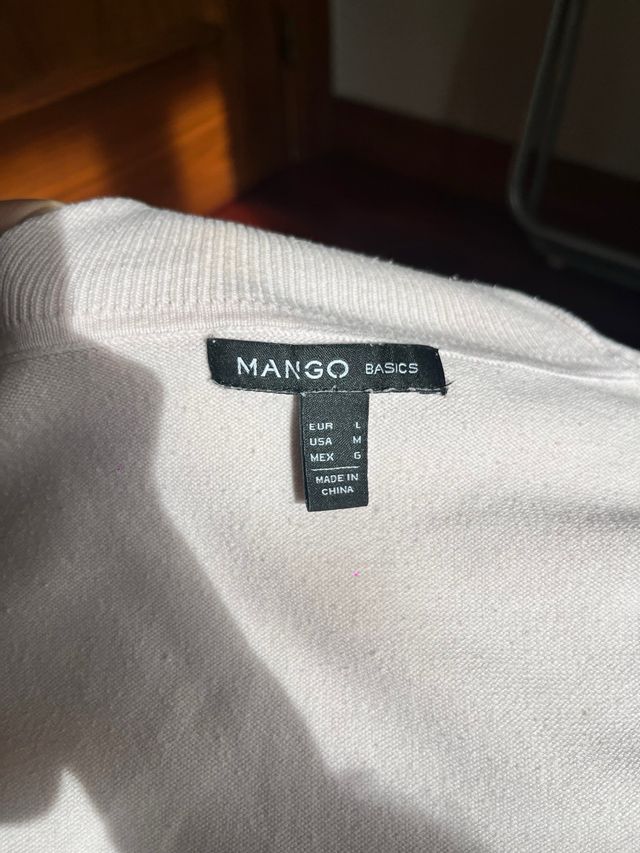 MANGO BASICS
EUR L
USA M
MEX G
MADE IN
CHINA